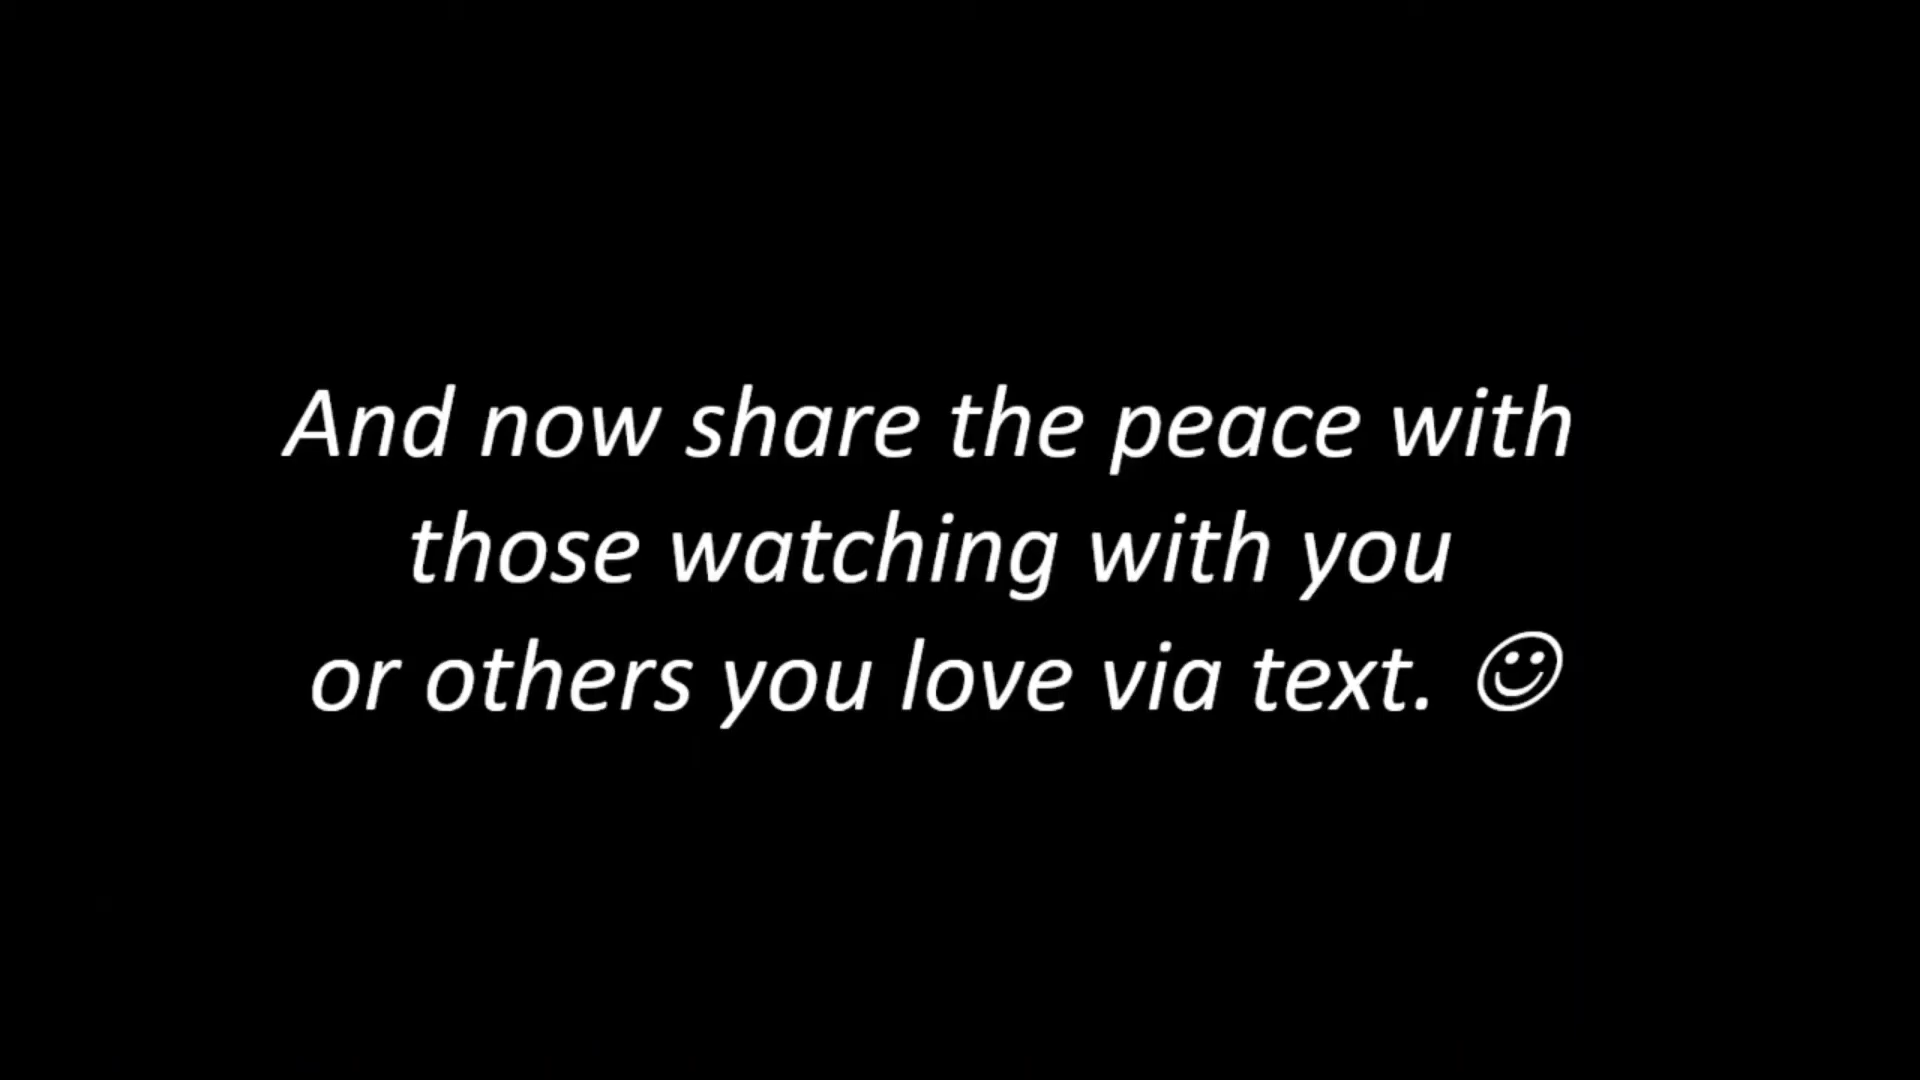 And now share the peace with
those watching with you
or others you love via text. ☺